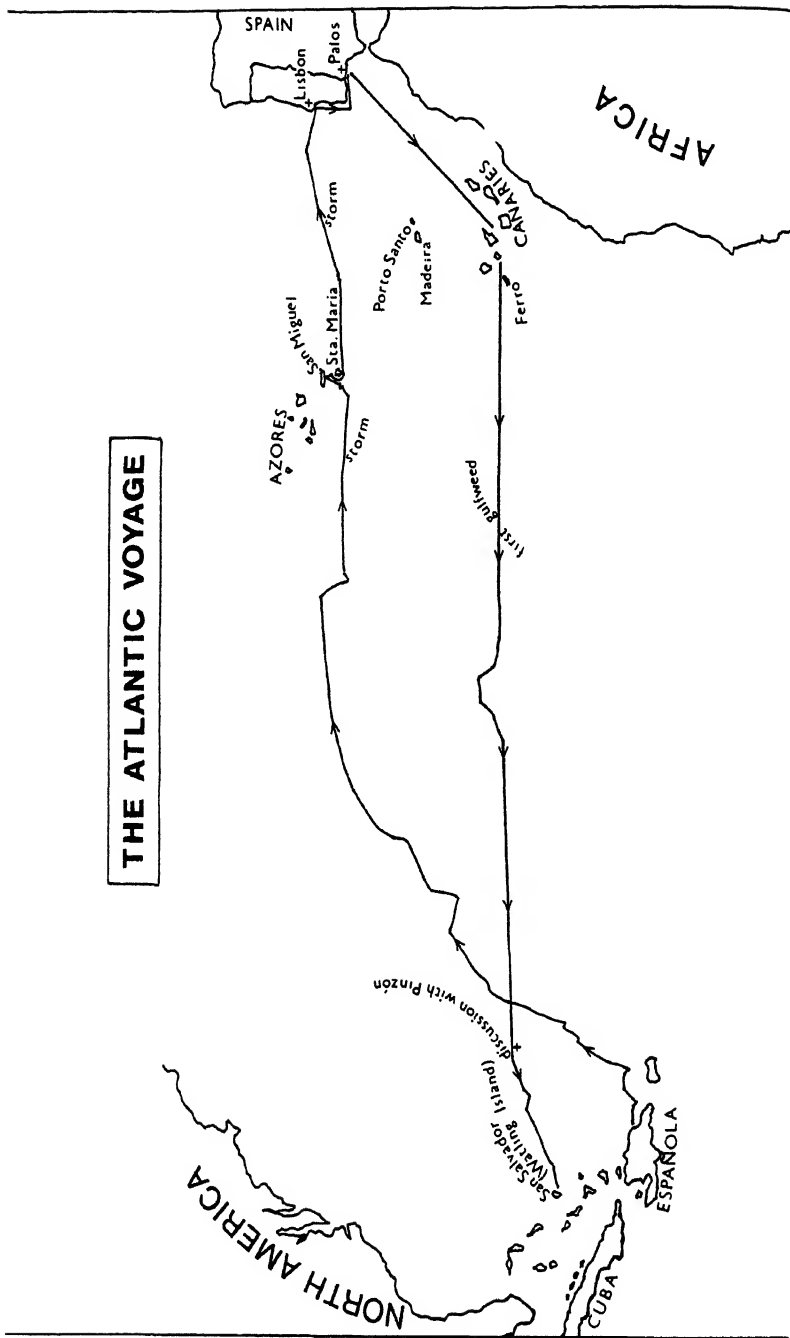 THE ATLANTIC VOYAGE
NORTH AMERICA
CUBA
ESPAÑOLA
San Salvador
(Watling Island)
discussion with Pinzón
first gulfweed
storm
AZORES
San Miguel
Sta. Maria
storm
Porto Santo
Madeira
Ferro
CANARIES
Lisbon
Palos
SPAIN
AFRICA